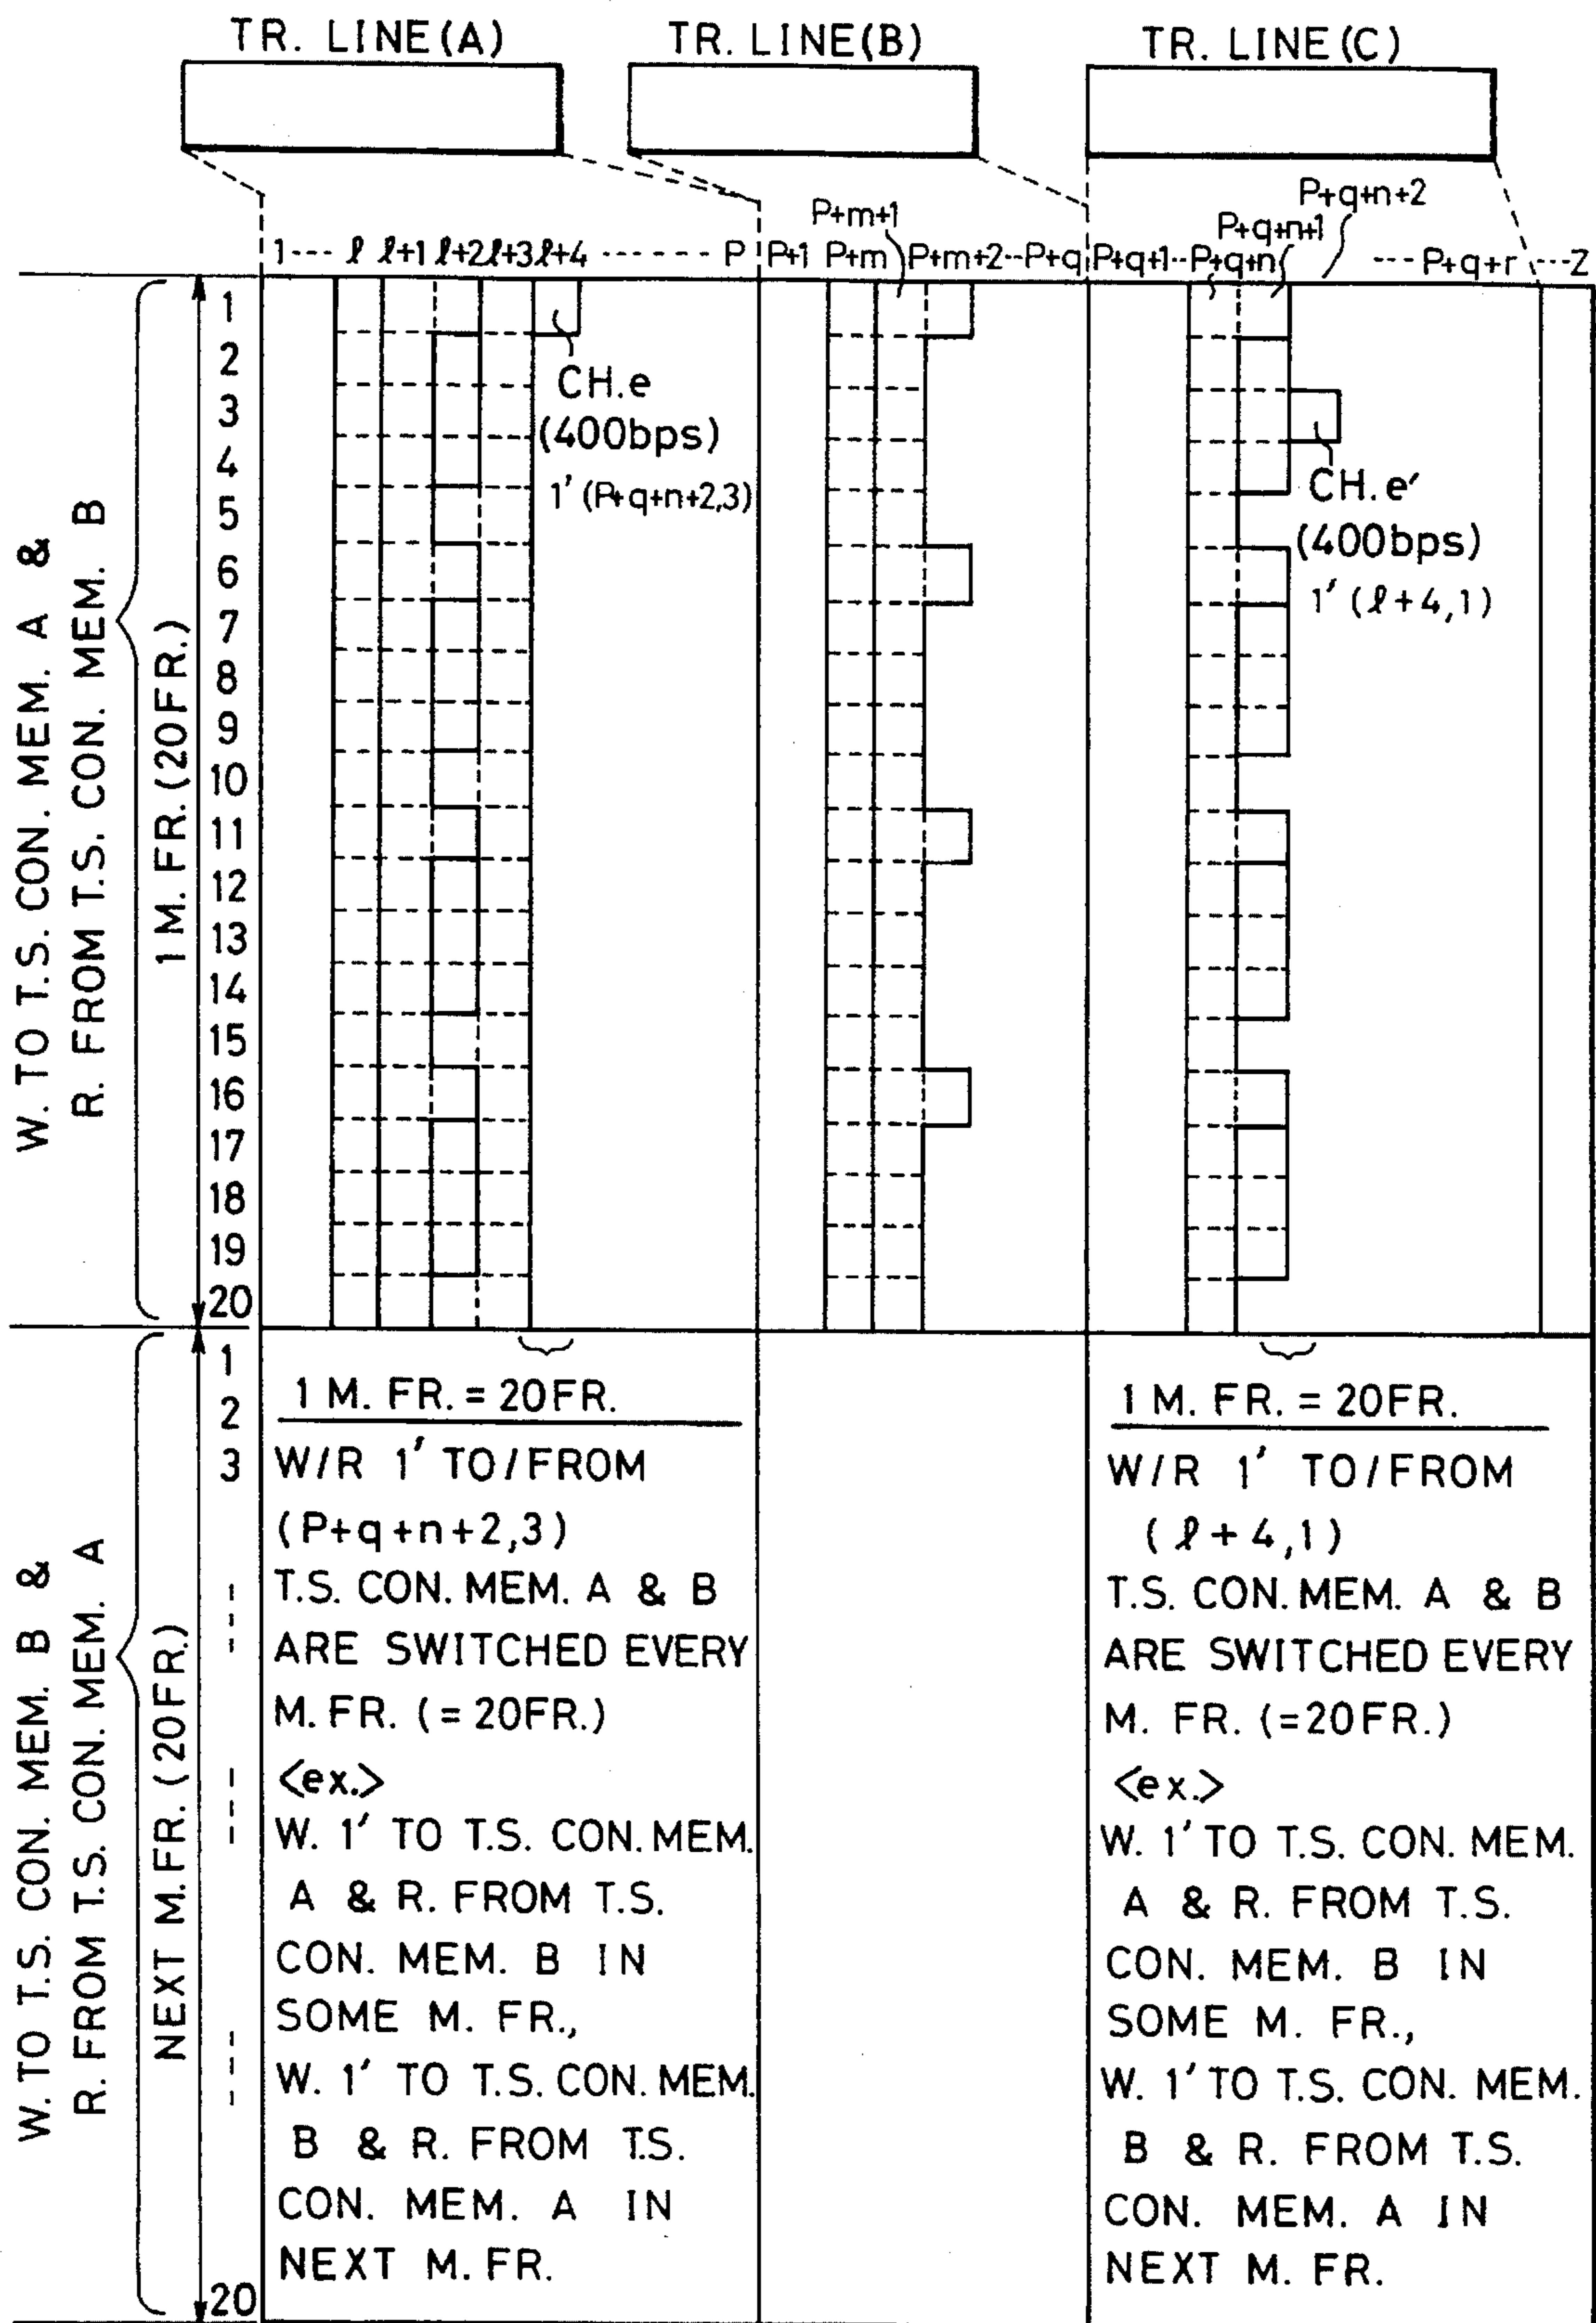 TR. LINE(A) TR. LINE(B) TR. LINE(C)
P+q+n+2
P+m+1 P+q+n+1
1--- ℓ ℓ+1 ℓ+2 ℓ+3 ℓ+4 ------ P P+1 P+m P+m+2--P+q P+q+1--P+q+n ---P+q+r ---Z
W. TO T.S. CON. MEM. A &
R. FROM T.S. CON. MEM. B
1 M. FR. (20FR.)
1
2
3
4
5
6
7
8
9
10
11
12
13
14
15
16
17
18
19
20
CH.e
(400bps)
1′ (P+q+n+2,3)
CH.e′
(400bps)
1′ (ℓ+4,1)
W. TO T.S. CON. MEM. B &
R. FROM T.S. CON. MEM. A
NEXT M.FR. (20FR.)
1
2
3
20
1 M. FR. = 20FR.
W/R 1′ TO/FROM
(P+q+n+2,3)
T.S. CON. MEM. A & B
ARE SWITCHED EVERY
M. FR. (=20FR.)
<ex.>
W. 1′ TO T.S. CON. MEM.
A & R. FROM T.S.
CON. MEM. B IN
SOME M. FR.,
W. 1′ TO T.S. CON. MEM.
B & R. FROM T.S.
CON. MEM. A IN
NEXT M. FR.
1 M. FR. = 20FR.
W/R 1′ TO/FROM
(ℓ+4,1)
T.S. CON. MEM. A & B
ARE SWITCHED EVERY
M. FR. (=20FR.)
<ex.>
W. 1′ TO T.S. CON. MEM.
A & R. FROM T.S.
CON. MEM. B IN
SOME M. FR.,
W. 1′ TO T.S. CON. MEM.
B & R. FROM T.S.
CON. MEM. A IN
NEXT M. FR.